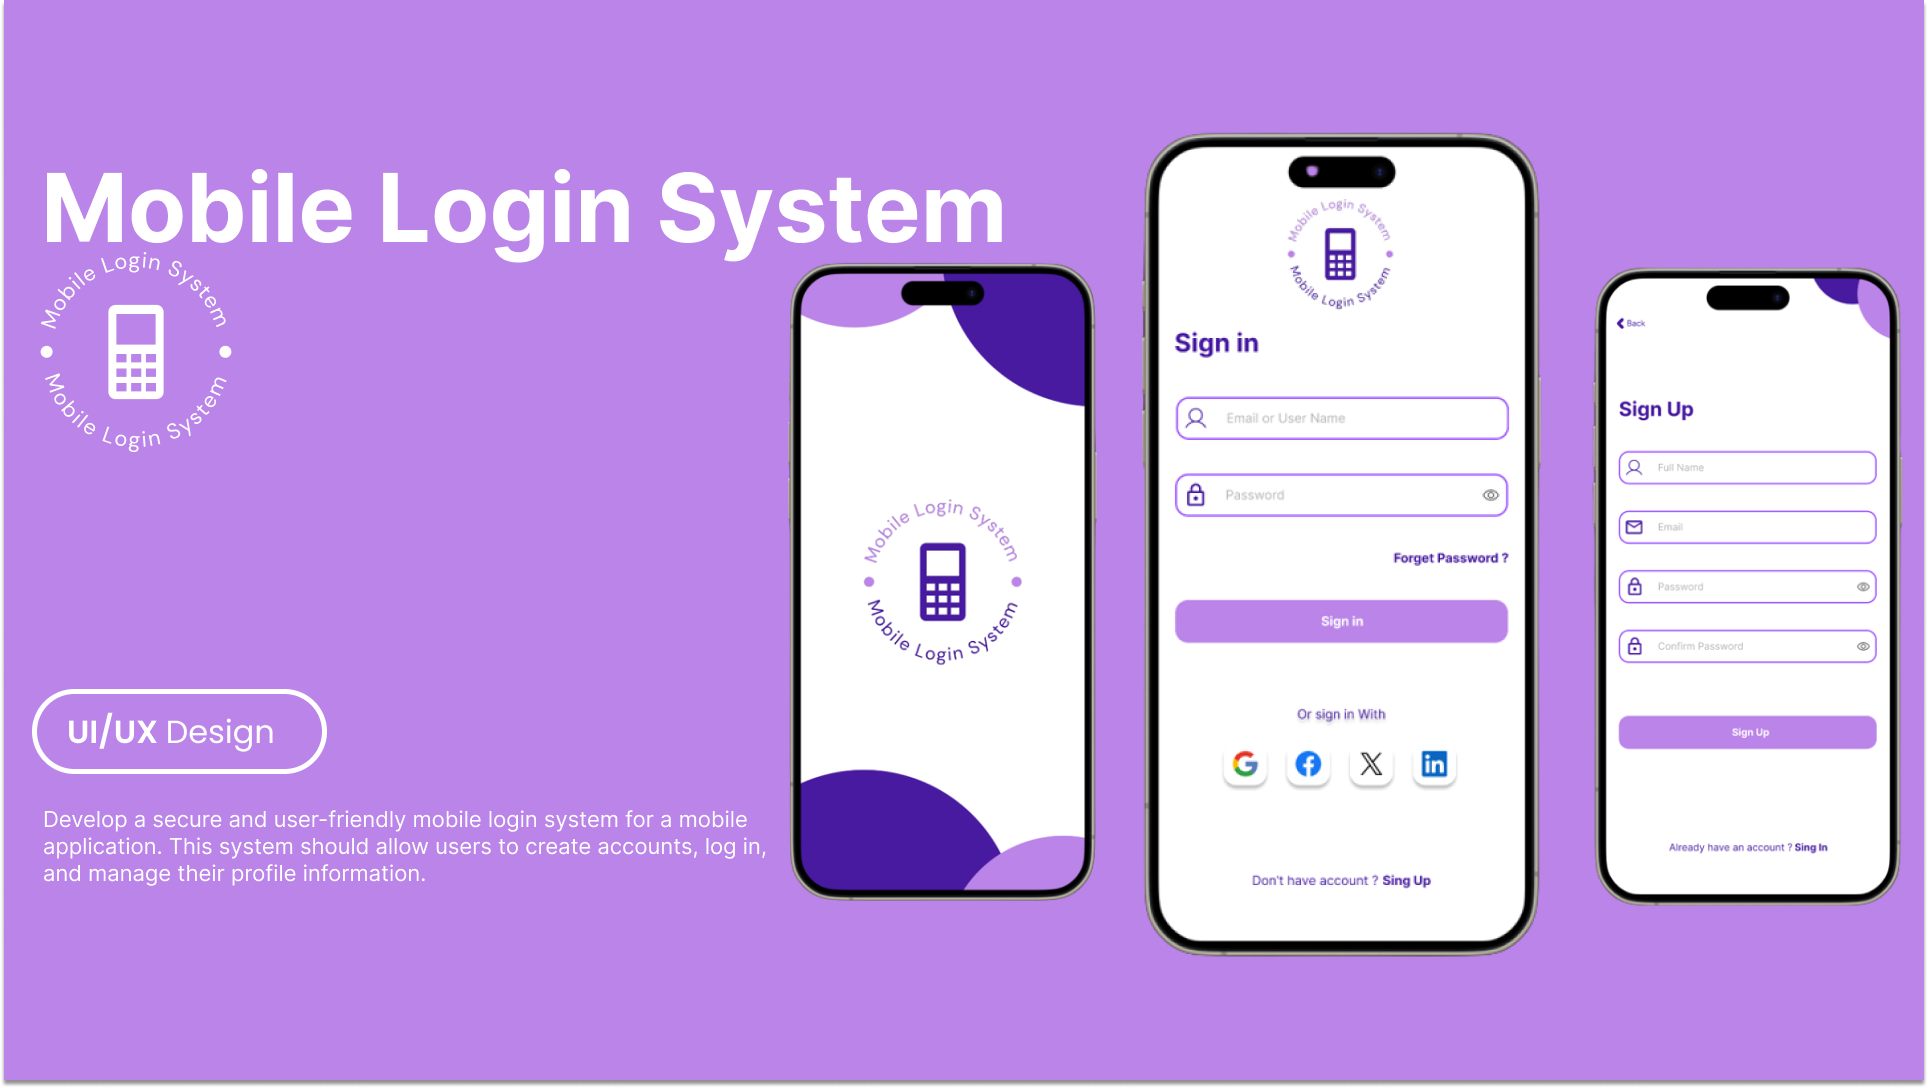 Mobile Login System
Mobile Login System
Mobile Login System
UI/UX Design
Develop a secure and user-friendly mobile login system for a mobile
application. This system should allow users to create accounts, log in,
and manage their profile information.
Mobile Login System
Mobile Login System
Mobile Login System
Mobile Login System
Sign in
Email or User Name
Password
Forget Password ?
Sign in
Or sign in With
G
f
X
in
Don't have account ? Sing Up
Back
Sign Up
Full Name
Email
Password
Confirm Password
Sign Up
Already have an account ? Sing In